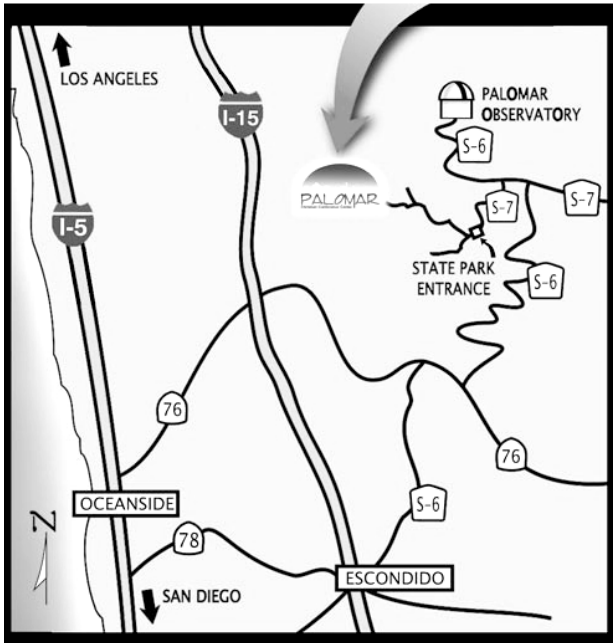 LOS ANGELES
I-15
PALOMAR
OBSERVATORY
S-6
PALOMAR
S-7
S-7
I-5
STATE PARK
ENTRANCE
S-6
76
76
OCEANSIDE
S-6
N
78
ESCONDIDO
SAN DIEGO